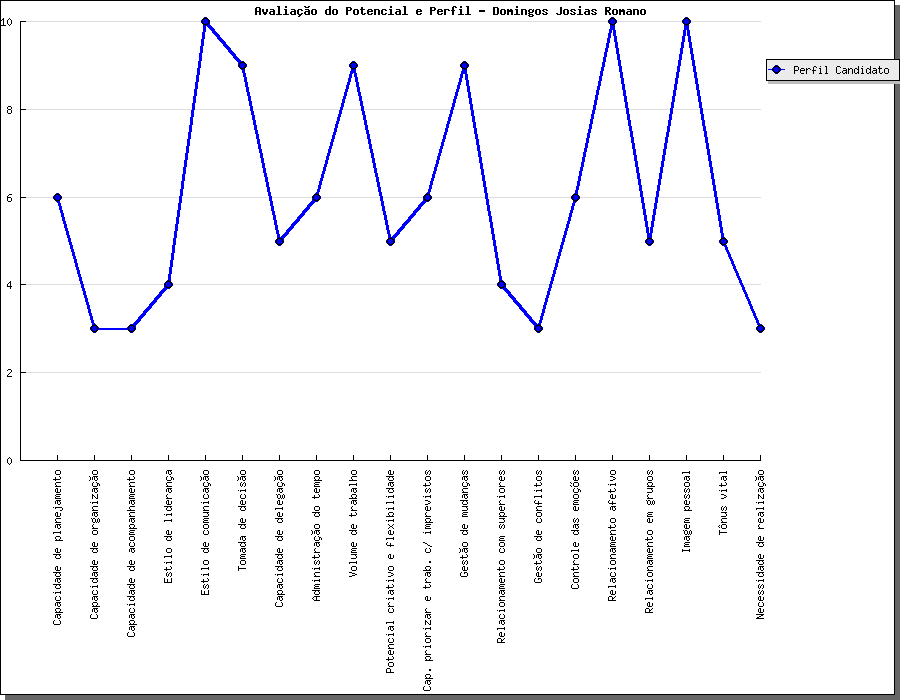 Avaliação do Potencial e Perfil - Domingos Josias Romano
10
8
6
4
2
0
Perfil Candidato
Capacidade de planejamento
Capacidade de organização
Capacidade de acompanhamento
Estilo de liderança
Estilo de comunicação
Tomada de decisão
Capacidade de delegação
Administração do tempo
Volume de trabalho
Potencial criativo e flexibilidade
Cap. priorizar e trab. c/ imprevistos
Gestão de mudanças
Relacionamento com superiores
Gestão de conflitos
Controle das emoções
Relacionamento afetivo
Relacionamento em grupos
Imagem pessoal
Tônus vital
Necessidade de realização